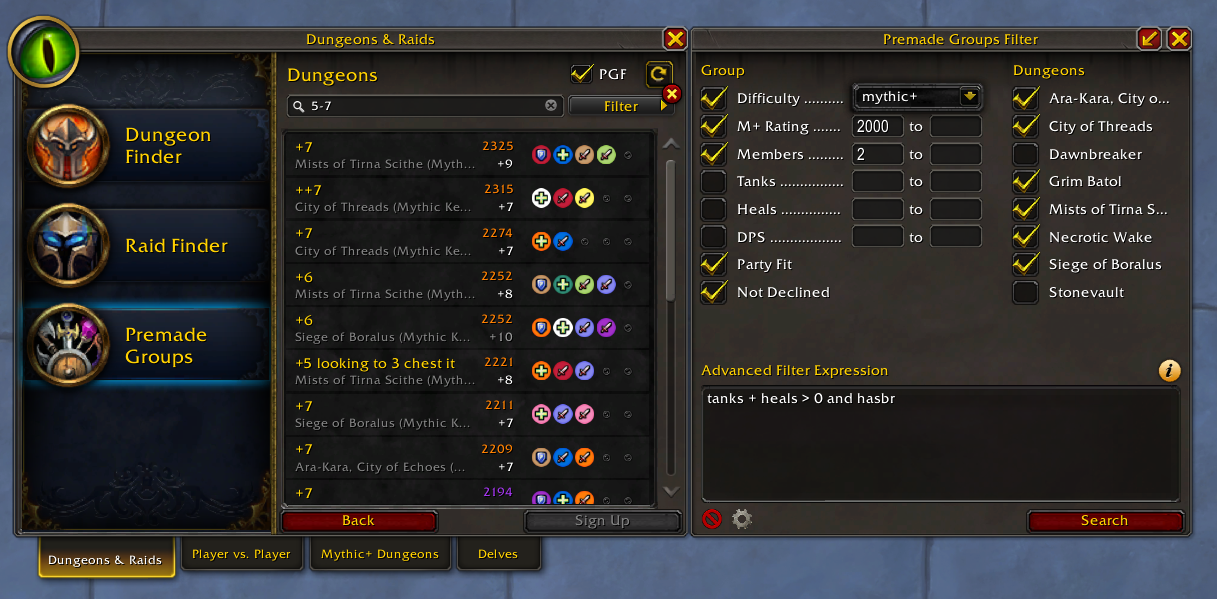 Dungeons & Raids
Dungeon
Finder
Raid Finder
Premade
Groups
Dungeons
PGF
5-7
Filter
+7 2325
Mists of Tirna Scithe (Myth... +9
++7 2315
City of Threads (Mythic Ke... +7
+7 2274
City of Threads (Mythic Ke... +7
+6 2252
Mists of Tirna Scithe (Myth... +8
+6 2252
Siege of Boralus (Mythic K... +10
+5 looking to 3 chest it 2221
Mists of Tirna Scithe (Myth... +8
+7 2211
Siege of Boralus (Mythic K... +7
+7 2209
Ara-Kara, City of Echoes (... +7
+7 2194
Back
Sign Up
Dungeons & Raids
Player vs. Player
Mythic+ Dungeons
Delves
Premade Groups Filter
Group
Difficulty .......... mythic+
M+ Rating ....... 2000 to
Members ......... 2 to
Tanks ................ to
Heals ............... to
DPS .................. to
Party Fit
Not Declined
Dungeons
Ara-Kara, City o...
City of Threads
Dawnbreaker
Grim Batol
Mists of Tirna S...
Necrotic Wake
Siege of Boralus
Stonevault
Advanced Filter Expression
i
tanks + heals > 0 and hasbr
Search